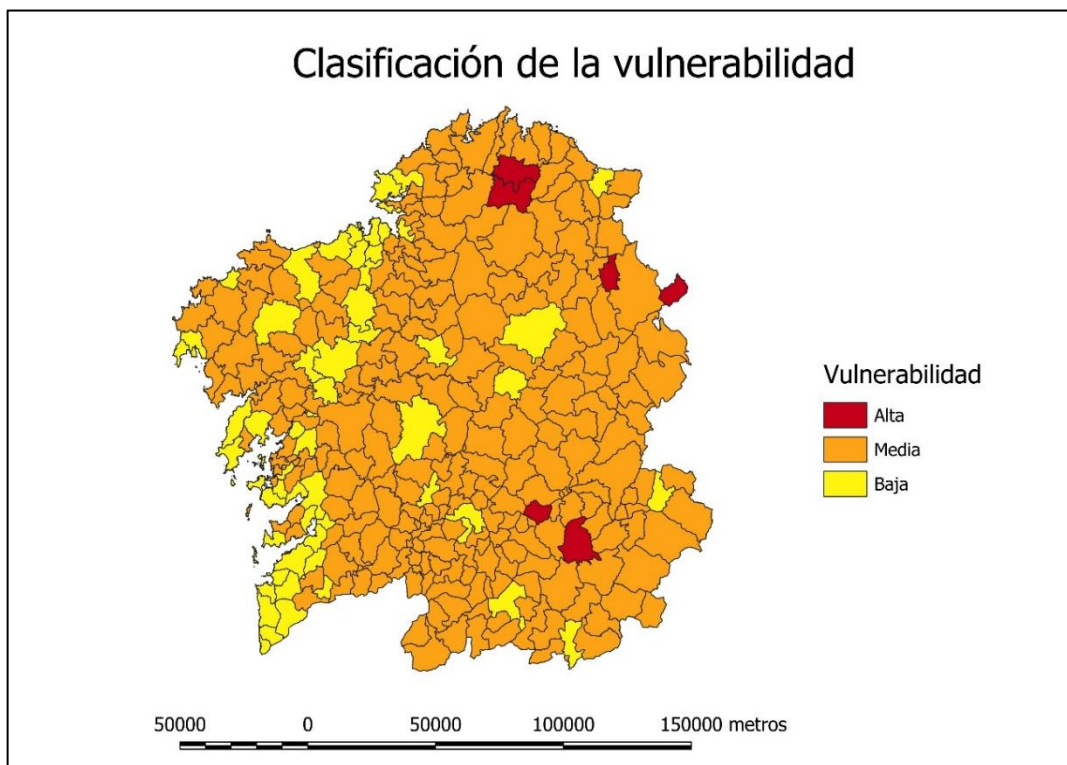 Clasificación de la vulnerabilidad
Vulnerabilidad
Alta
Media
Baja
50000 0 50000 100000 150000 metros